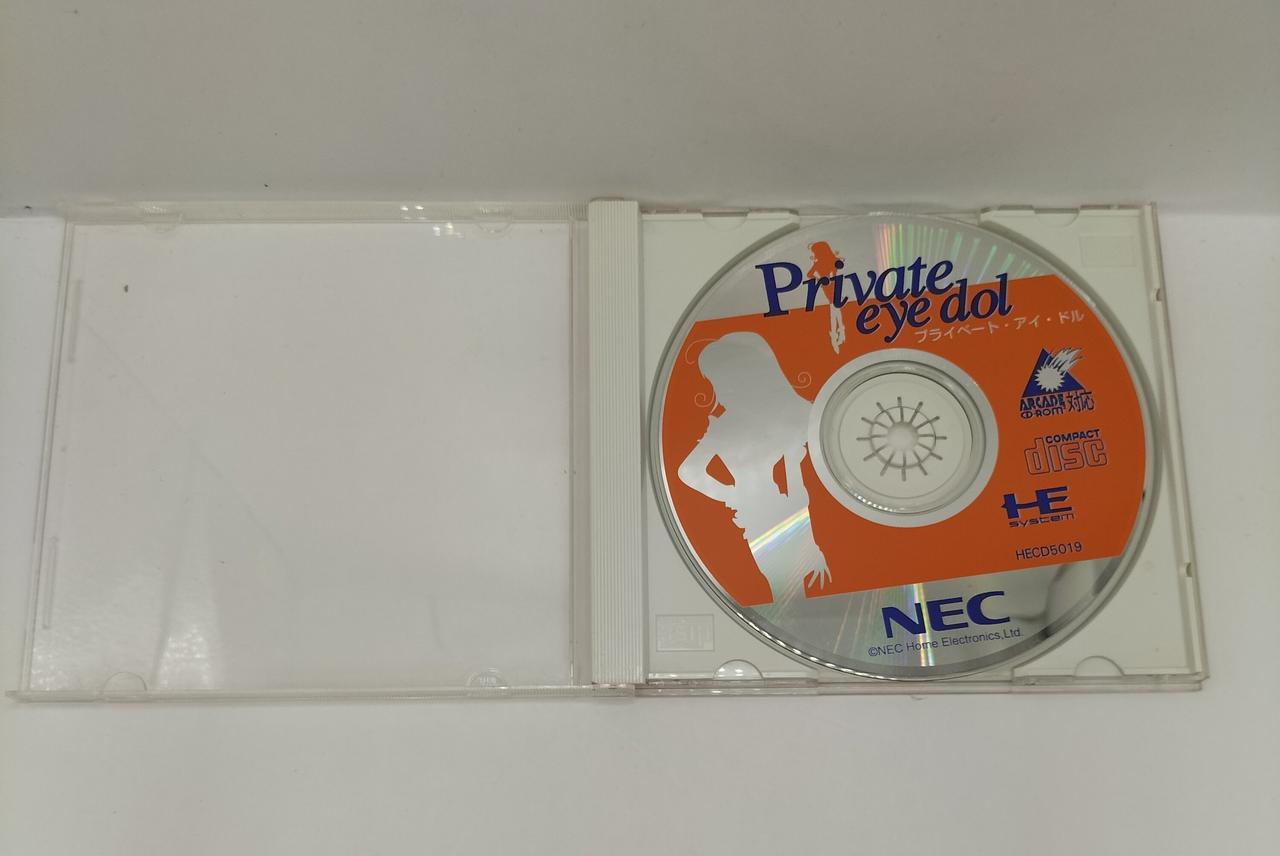 Private
eye dol
プライベート・アイ・ドル
ARCADE
CD-ROM² 対応
COMPACT
disc
HE
system
HECD5019
NEC
©NEC Home Electronics,Ltd.